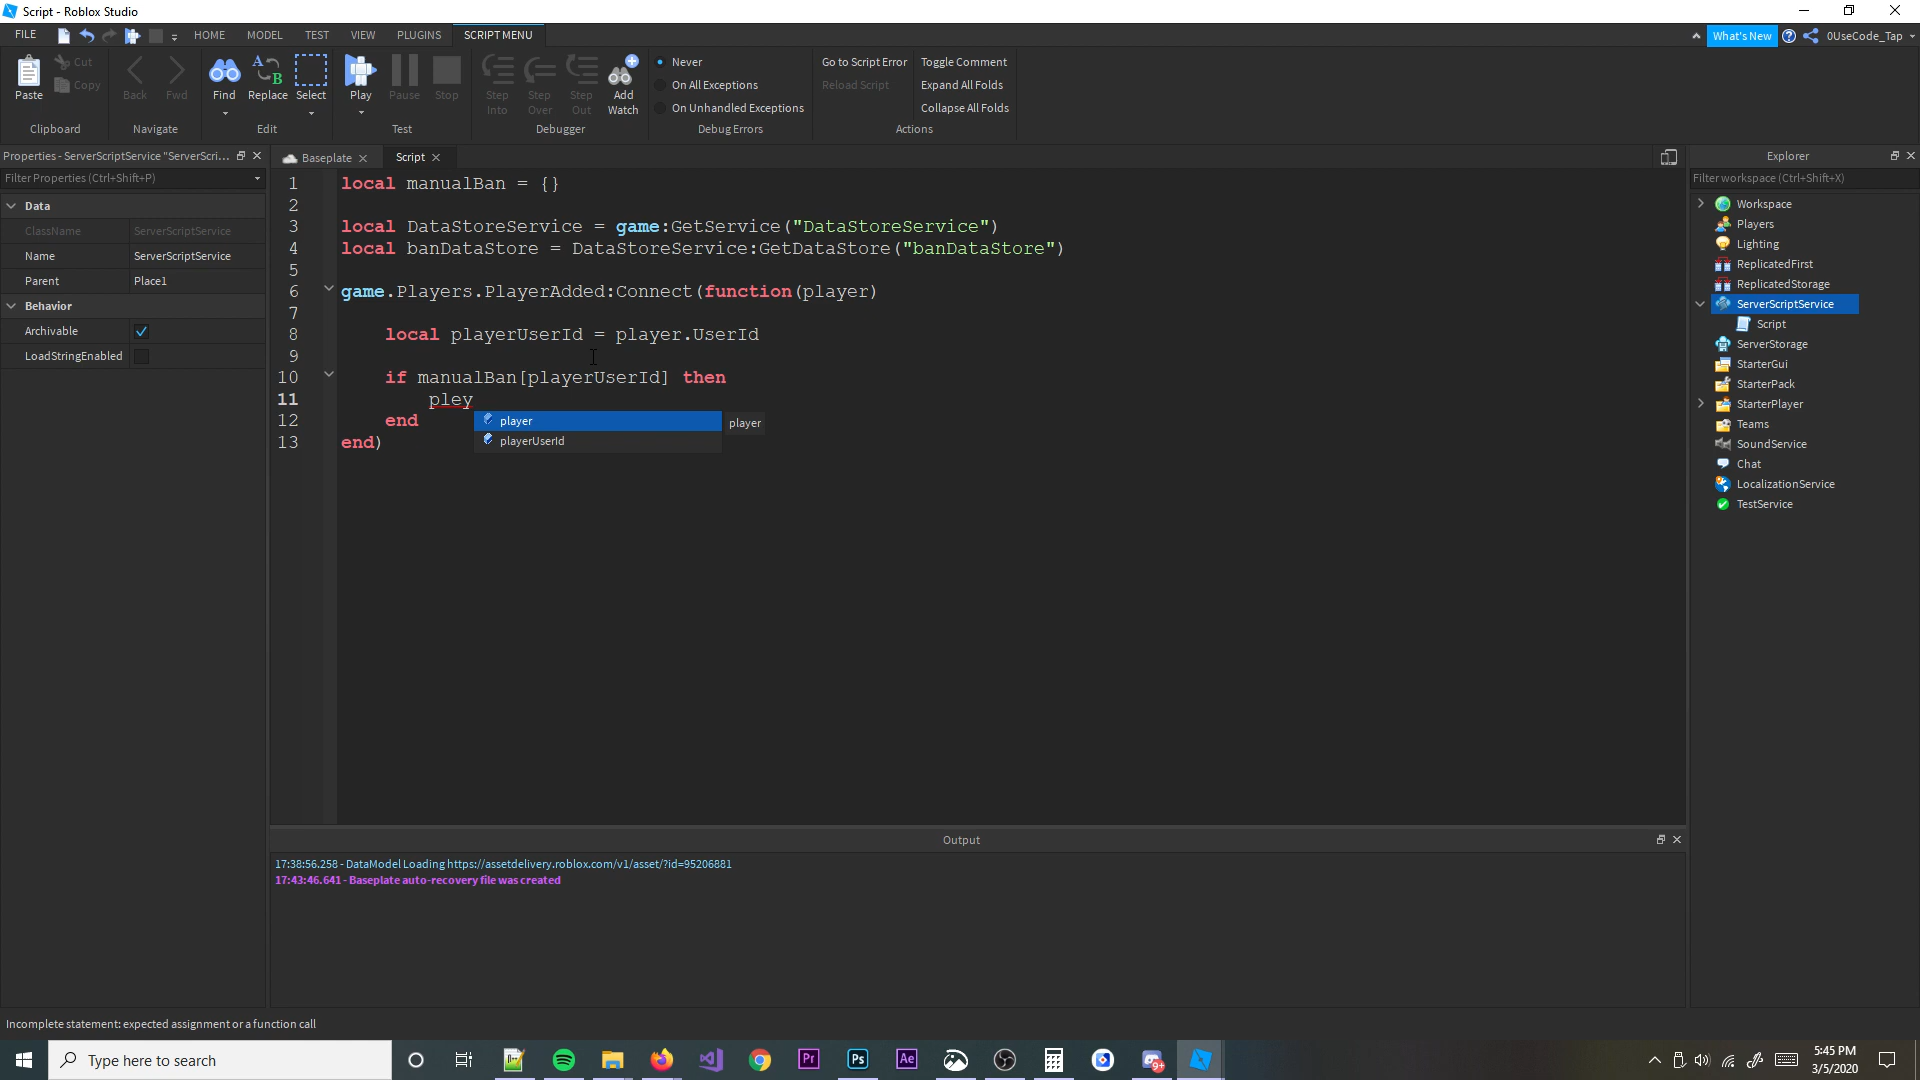 Script - Roblox Studio
FILE HOME MODEL TEST VIEW PLUGINS SCRIPT MENU What's New 0UseCode_Tap
Paste Cut Copy
Back Fwd
Find Replace Select
Play Pause Stop
Step Into Step Over Step Out Add Watch
Never
On All Exceptions
On Unhandled Exceptions
Go to Script Error
Reload Script
Toggle Comment
Expand All Folds
Collapse All Folds
Clipboard Navigate Edit Test Debugger Debug Errors Actions
Properties - ServerScriptService "ServerScri...
Filter Properties (Ctrl+Shift+P)
Data
ClassName ServerScriptService
Name ServerScriptService
Parent Place1
Behavior
Archivable
LoadStringEnabled
Baseplate Script
1 local manualBan = {}
2
3 local DataStoreService = game:GetService("DataStoreService")
4 local banDataStore = DataStoreService:GetDataStore("banDataStore")
5
6 game.Players.PlayerAdded:Connect(function(player)
7
8 local playerUserId = player.UserId
9
10 if manualBan[playerUserId] then
11 pley
12 end
13 end)
player
playerUserId
player
Output
17:38:56.258 - DataModel Loading https://assetdelivery.roblox.com/v1/asset/?id=95206881
17:43:46.641 - Baseplate auto-recovery file was created
Explorer
Filter workspace (Ctrl+Shift+X)
Workspace
Players
Lighting
ReplicatedFirst
ReplicatedStorage
ServerScriptService
Script
ServerStorage
StarterGui
StarterPack
StarterPlayer
Teams
SoundService
Chat
LocalizationService
TestService
Incomplete statement: expected assignment or a function call
Type here to search
Pr Ps Ae 9+
5:45 PM
3/5/2020